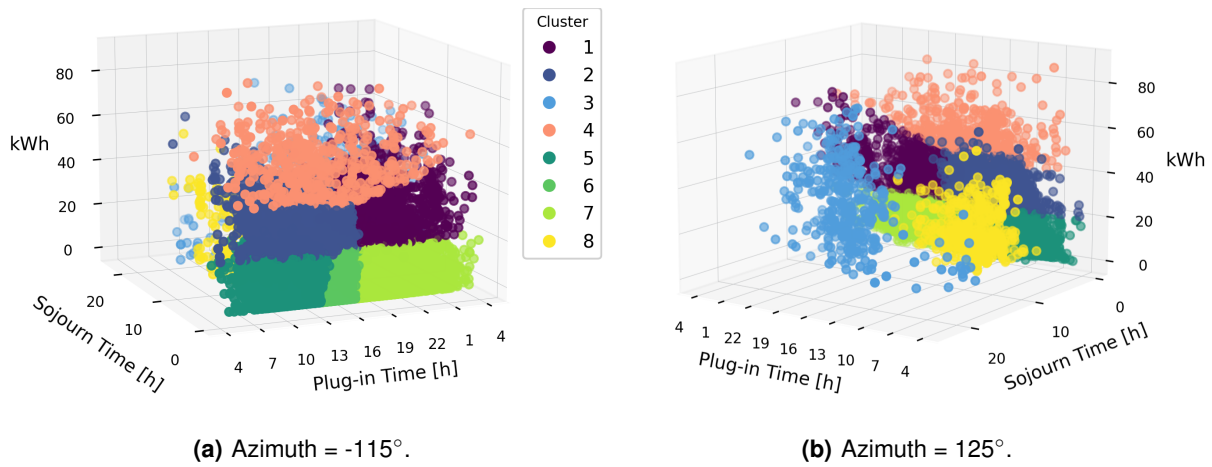 80
60
kWh
40
20
0
Sojourn Time [h]
20
10
0
4 7 10 13 16 19 22 1 4
Plug-in Time [h]
Cluster
1
2
3
4
5
6
7
8
80
60
kWh
40
20
0
4 1 22 19 16 13 10 7 4
Plug-in Time [h]
0
10
20
Sojourn Time [h]
(a) Azimuth = -115°.
(b) Azimuth = 125°.